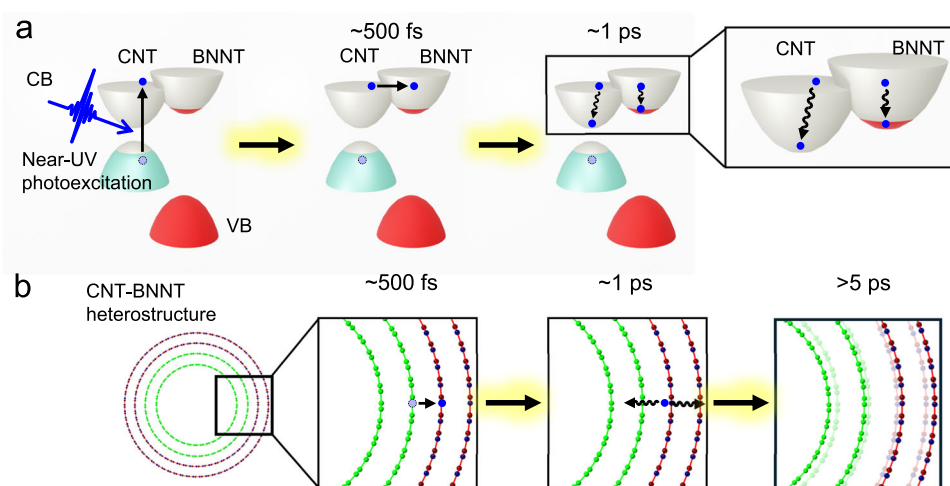 a
~500 fs
~1 ps
CNT
BNNT
CNT
BNNT
CNT
BNNT
CB
Near-UV
photoexcitation
VB
b
CNT-BNNT
heterostructure
~500 fs
~1 ps
>5 ps